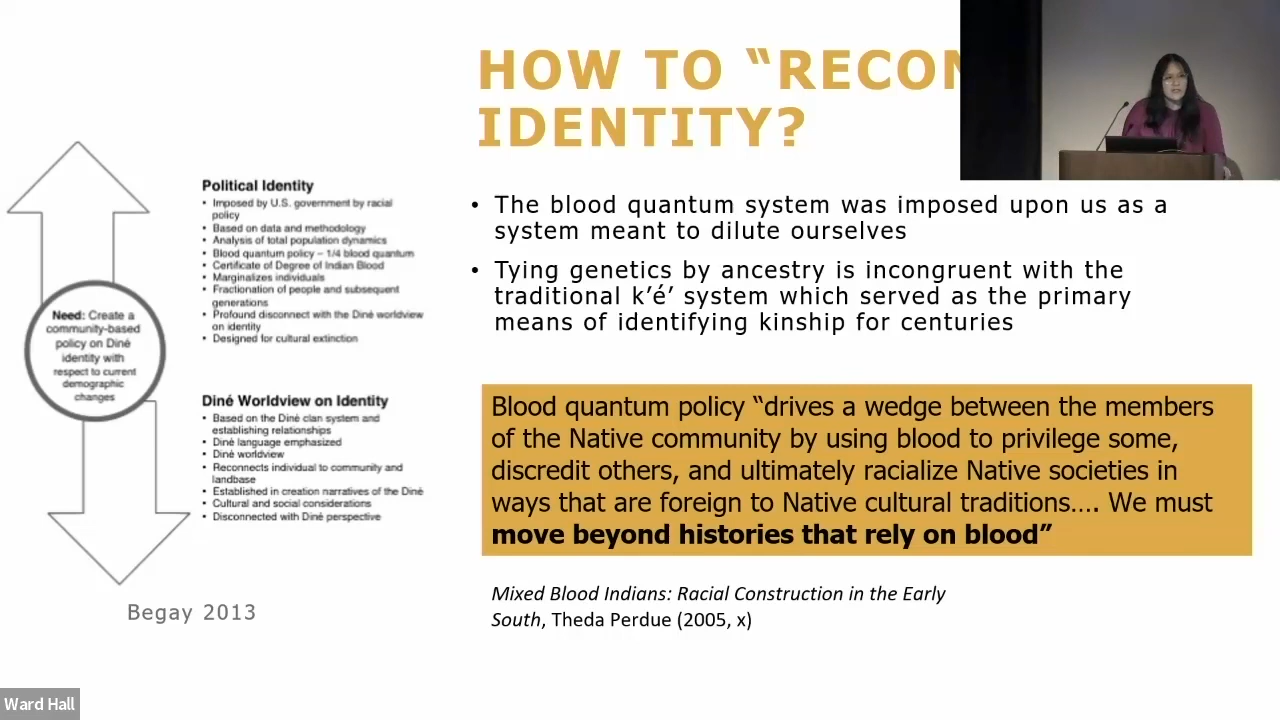 HOW TO “RECON
IDENTITY?
Political Identity
• Imposed by U.S. government by racial
policy
• Based on data and methodology
• Analysis of total population dynamics
• Blood quantum policy – 1/4 blood quantum
• Certificate of Degree of Indian Blood
• Marginalizes individuals
• Fractionation of people and subsequent
generations
• Profound disconnect with the Diné worldview
on identity
• Designed for cultural extinction
Need: Create a
community-based
policy on Diné
identity with
respect to current
demographic
changes
Diné Worldview on Identity
• Based on the Diné clan system and
establishing relationships
• Diné language emphasized
• Diné worldview
• Reconnects individual to community and
landbase
• Established in creation narratives of the Diné
• Cultural and social considerations
• Disconnected with Diné perspective
Begay 2013
• The blood quantum system was imposed upon us as a
system meant to dilute ourselves
• Tying genetics by ancestry is incongruent with the
traditional k’é’ system which served as the primary
means of identifying kinship for centuries
Blood quantum policy “drives a wedge between the members
of the Native community by using blood to privilege some,
discredit others, and ultimately racialize Native societies in
ways that are foreign to Native cultural traditions…. We must
move beyond histories that rely on blood”
Mixed Blood Indians: Racial Construction in the Early
South, Theda Perdue (2005, x)
Ward Hall